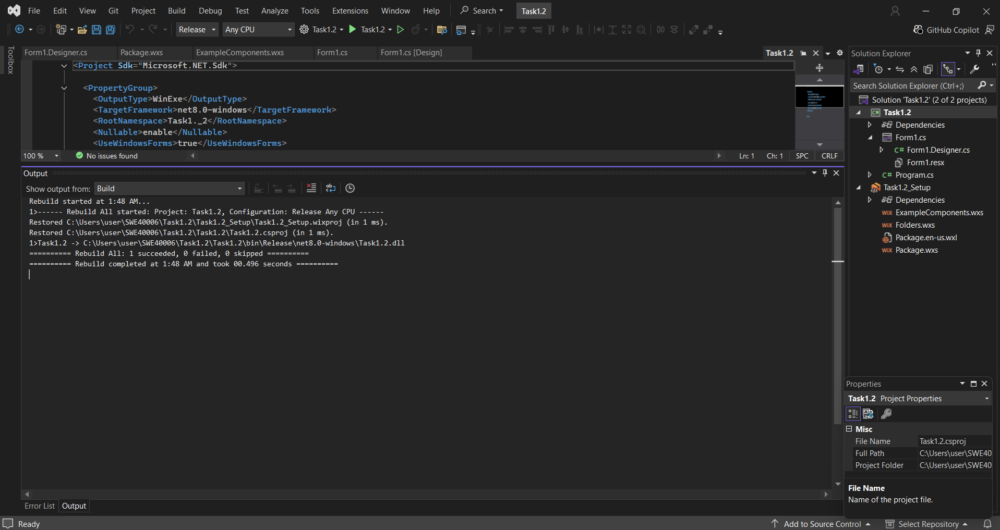 File Edit View Git Project Build Debug Test Analyze Tools Extensions Window Help Search Task1.2
Release Any CPU Task1.2 Task1.2 GitHub Copilot
Toolbox
Form1.Designer.cs Package.wxs ExampleComponents.wxs Form1.cs Form1.cs [Design] Task1.2
<Project Sdk="Microsoft.NET.Sdk">
<PropertyGroup>
<OutputType>WinExe</OutputType>
<TargetFramework>net8.0-windows</TargetFramework>
<RootNamespace>Task1._2</RootNamespace>
<Nullable>enable</Nullable>
<UseWindowsForms>true</UseWindowsForms>
100 % No issues found Ln: 1 Ch: 1 SPC CRLF
Output
Show output from: Build
Rebuild started at 1:48 AM...
1>------ Rebuild All started: Project: Task1.2, Configuration: Release Any CPU ------
Restored C:\Users\user\SWE40006\Task1.2\Task1.2_Setup\Task1.2_Setup.wixproj (in 1 ms).
Restored C:\Users\user\SWE40006\Task1.2\Task1.2\Task1.2.csproj (in 1 ms).
1>Task1.2 -> C:\Users\user\SWE40006\Task1.2\Task1.2\bin\Release\net8.0-windows\Task1.2.dll
========== Rebuild All: 1 succeeded, 0 failed, 0 skipped ==========
========== Rebuild completed at 1:48 AM and took 00.496 seconds ==========
Error List Output
Solution Explorer
Search Solution Explorer (Ctrl+;)
Solution 'Task1.2' (2 of 2 projects)
C# Task1.2
Dependencies
Form1.cs
C# Form1.Designer.cs
Form1.resx
C# Program.cs
Task1.2_Setup
Dependencies
WiX ExampleComponents.wxs
WiX Folders.wxs
Package.en-us.wxl
WiX Package.wxs
Properties
Task1.2 Project Properties
Misc
File Name Task1.2.csproj
Full Path C:\Users\user\SWE40
Project Folder C:\Users\user\SWE40
File Name
Name of the project file.
Ready Add to Source Control Select Repository